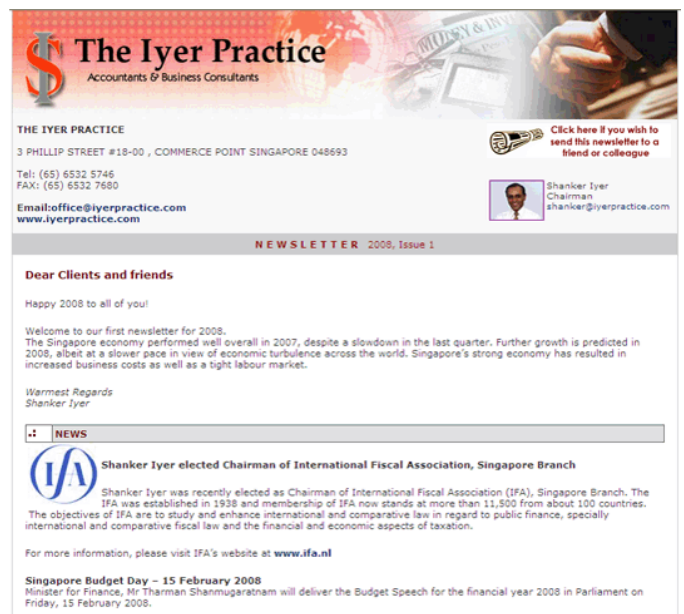 The Iyer Practice
Accountants & Business Consultants
MONEY & INV
THE IYER PRACTICE
3 PHILLIP STREET #18-00 , COMMERCE POINT SINGAPORE 048693
Tel: (65) 6532 5746
FAX: (65) 6532 7680
Email:office@iyerpractice.com
www.iyerpractice.com
Click here if you wish to
send this newsletter to a
friend or colleague
Shanker Iyer
Chairman
shanker@iyerpractice.com
NEWSLETTER 2008, Issue 1
Dear Clients and friends
Happy 2008 to all of you!
Welcome to our first newsletter for 2008.
The Singapore economy performed well overall in 2007, despite a slowdown in the last quarter. Further growth is predicted in
2008, albeit at a slower pace in view of economic turbulence across the world. Singapore's strong economy has resulted in
increased business costs as well as a tight labour market.
Warmest Regards
Shanker Iyer
NEWS
IFA
Shanker Iyer elected Chairman of International Fiscal Association, Singapore Branch
Shanker Iyer was recently elected as Chairman of International Fiscal Association (IFA), Singapore Branch. The
IFA was established in 1938 and membership of IFA now stands at more than 11,500 from about 100 countries.
The objectives of IFA are to study and enhance international and comparative law in regard to public finance, specially
international and comparative fiscal law and the financial and economic aspects of taxation.
For more information, please visit IFA's website at www.ifa.nl
Singapore Budget Day – 15 February 2008
Minister for Finance, Mr Tharman Shanmugaratnam will deliver the Budget Speech for the financial year 2008 in Parliament on
Friday, 15 February 2008.